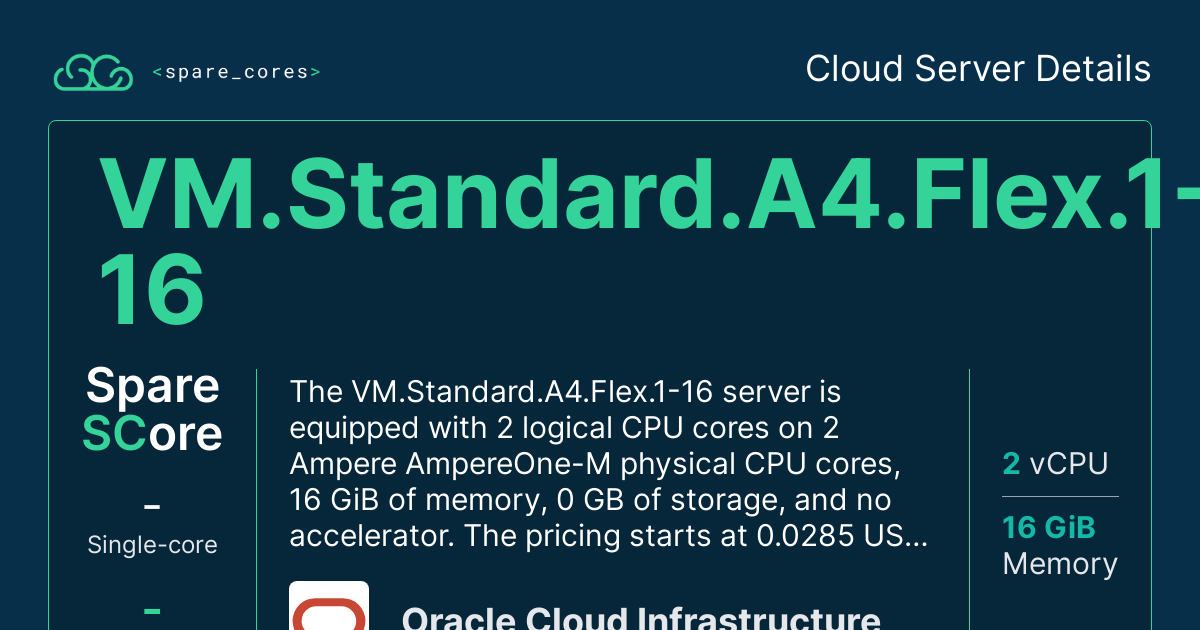 <spare_cores>
Cloud Server Details
VM.Standard.A4.Flex.1-
16
Spare
SCore
–
Single-core
–
The VM.Standard.A4.Flex.1-16 server is
equipped with 2 logical CPU cores on 2
Ampere AmpereOne-M physical CPU cores,
16 GiB of memory, 0 GB of storage, and no
accelerator. The pricing starts at 0.0285 US...
Oracle Cloud Infrastructure
2 vCPU
16 GiB
Memory